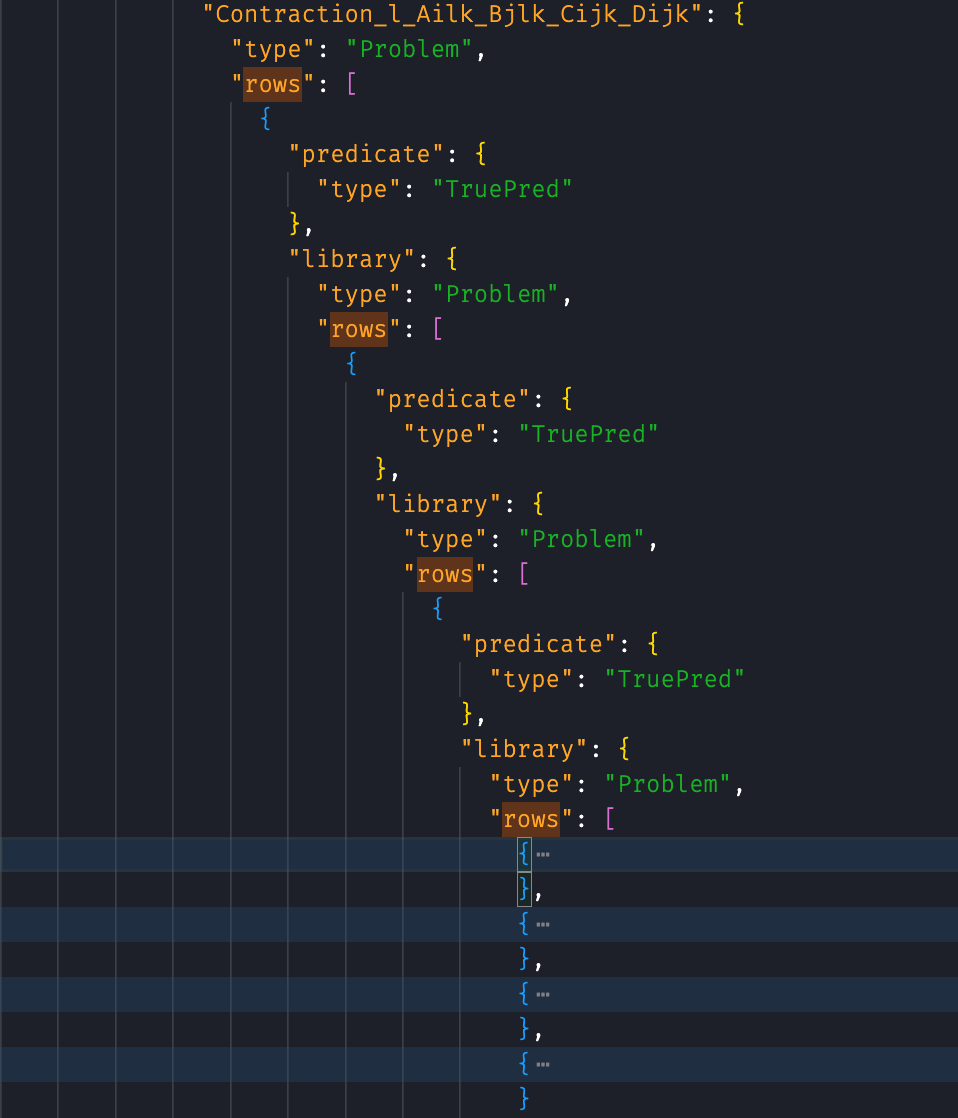 "Contraction_l_Ailk_Bjlk_Cijk_Dijk": {
"type": "Problem",
"rows": [
{
"predicate": {
"type": "TruePred"
},
"library": {
"type": "Problem",
"rows": [
{
"predicate": {
"type": "TruePred"
},
"library": {
"type": "Problem",
"rows": [
{
"predicate": {
"type": "TruePred"
},
"library": {
"type": "Problem",
"rows": [
{ ⋯
},
{ ⋯
},
{ ⋯
},
{ ⋯
}